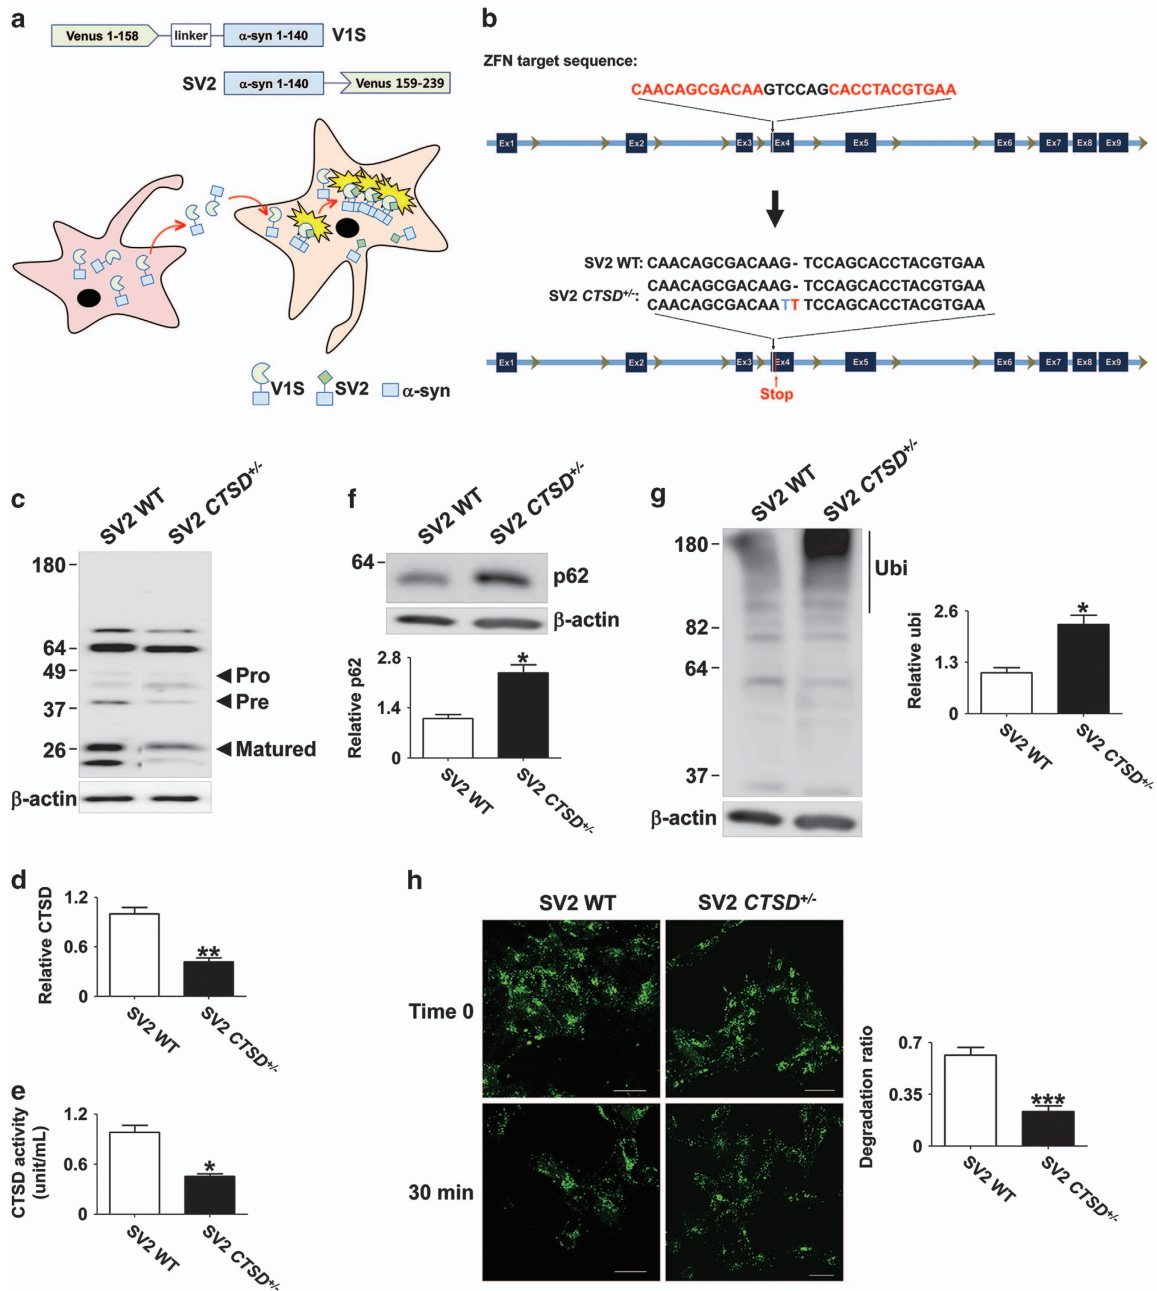 a
Venus 1-158
linker
α-syn 1-140
V1S
SV2
α-syn 1-140
Venus 159-239
V1S
SV2
α-syn
b
ZFN target sequence:
CAACAGCGACAAGTCCAGCACCTACGTGAA
Ex1 Ex2 Ex3 Ex4 Ex5 Ex6 Ex7 Ex8 Ex9
SV2 WT: CAACAGCGACAAG- TCCAGCACCTACGTGAA
CAACAGCGACAAG- TCCAGCACCTACGTGAA
SV2 CTSD+/-:
CAACAGCGACAATT TCCAGCACCTACGTGAA
Ex1 Ex2 Ex3 Ex4 Ex5 Ex6 Ex7 Ex8 Ex9
Stop
c
SV2 WT
SV2 CTSD+/-
180
64
49
Pro
37
Pre
26
Matured
β-actin
f
SV2 WT
SV2 CTSD+/-
64
p62
β-actin
Relative p62
2.8
*
1.4
0
SV2 WT
SV2 CTSD+/-
g
SV2 WT
SV2 CTSD+/-
180
Ubi
82
64
37
β-actin
Relative ubi
2.6
*
1.3
0
SV2 WT
SV2 CTSD+/-
d
Relative CTSD
1.2
0.6
**
0
SV2 WT
SV2 CTSD+/-
e
CTSD activity
(unit/mL)
1.2
0.6
*
0
SV2 WT
SV2 CTSD+/-
h
SV2 WT
SV2 CTSD+/-
Time 0
30 min
Degradation ratio
0.7
0.35
***
0
SV2 WT
SV2 CTSD+/-